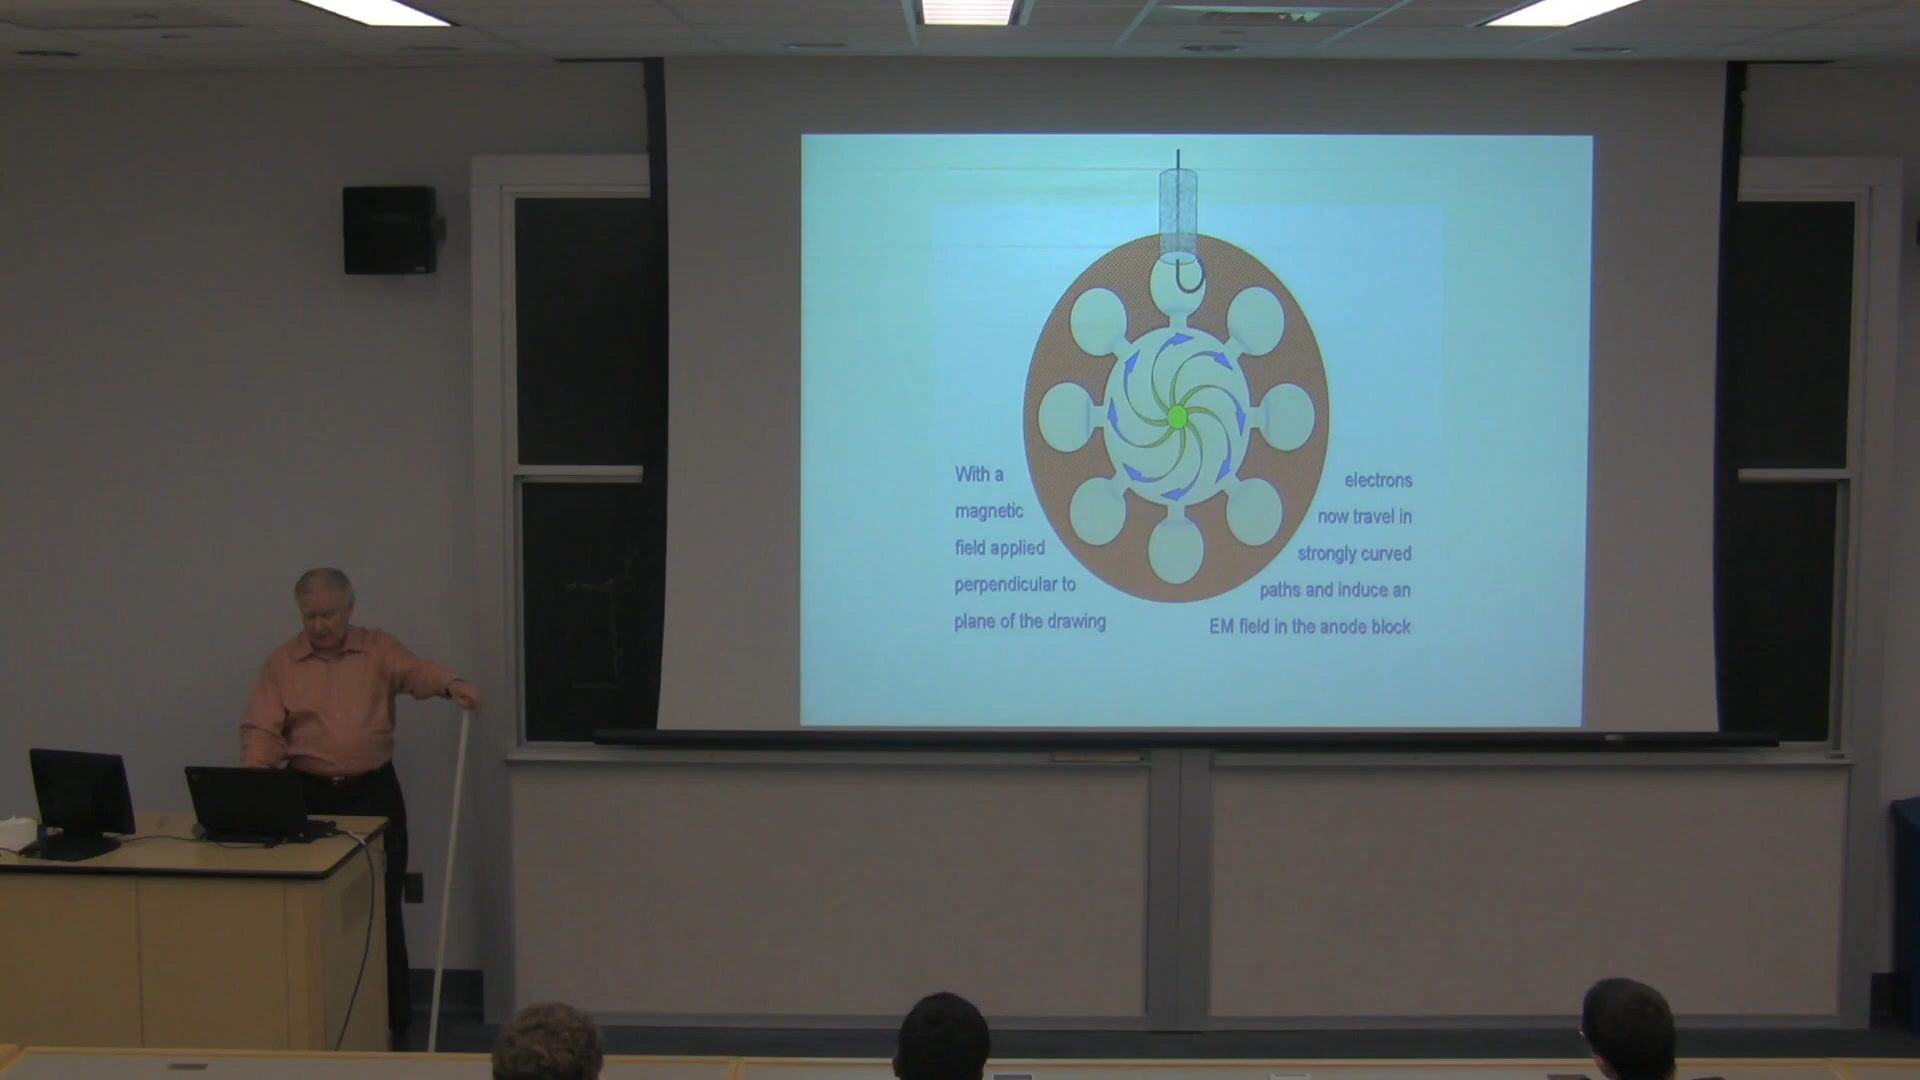 With a
magnetic
field applied
perpendicular to
plane of the drawing
electrons
now travel in
strongly curved
paths and induce an
EM field in the anode block